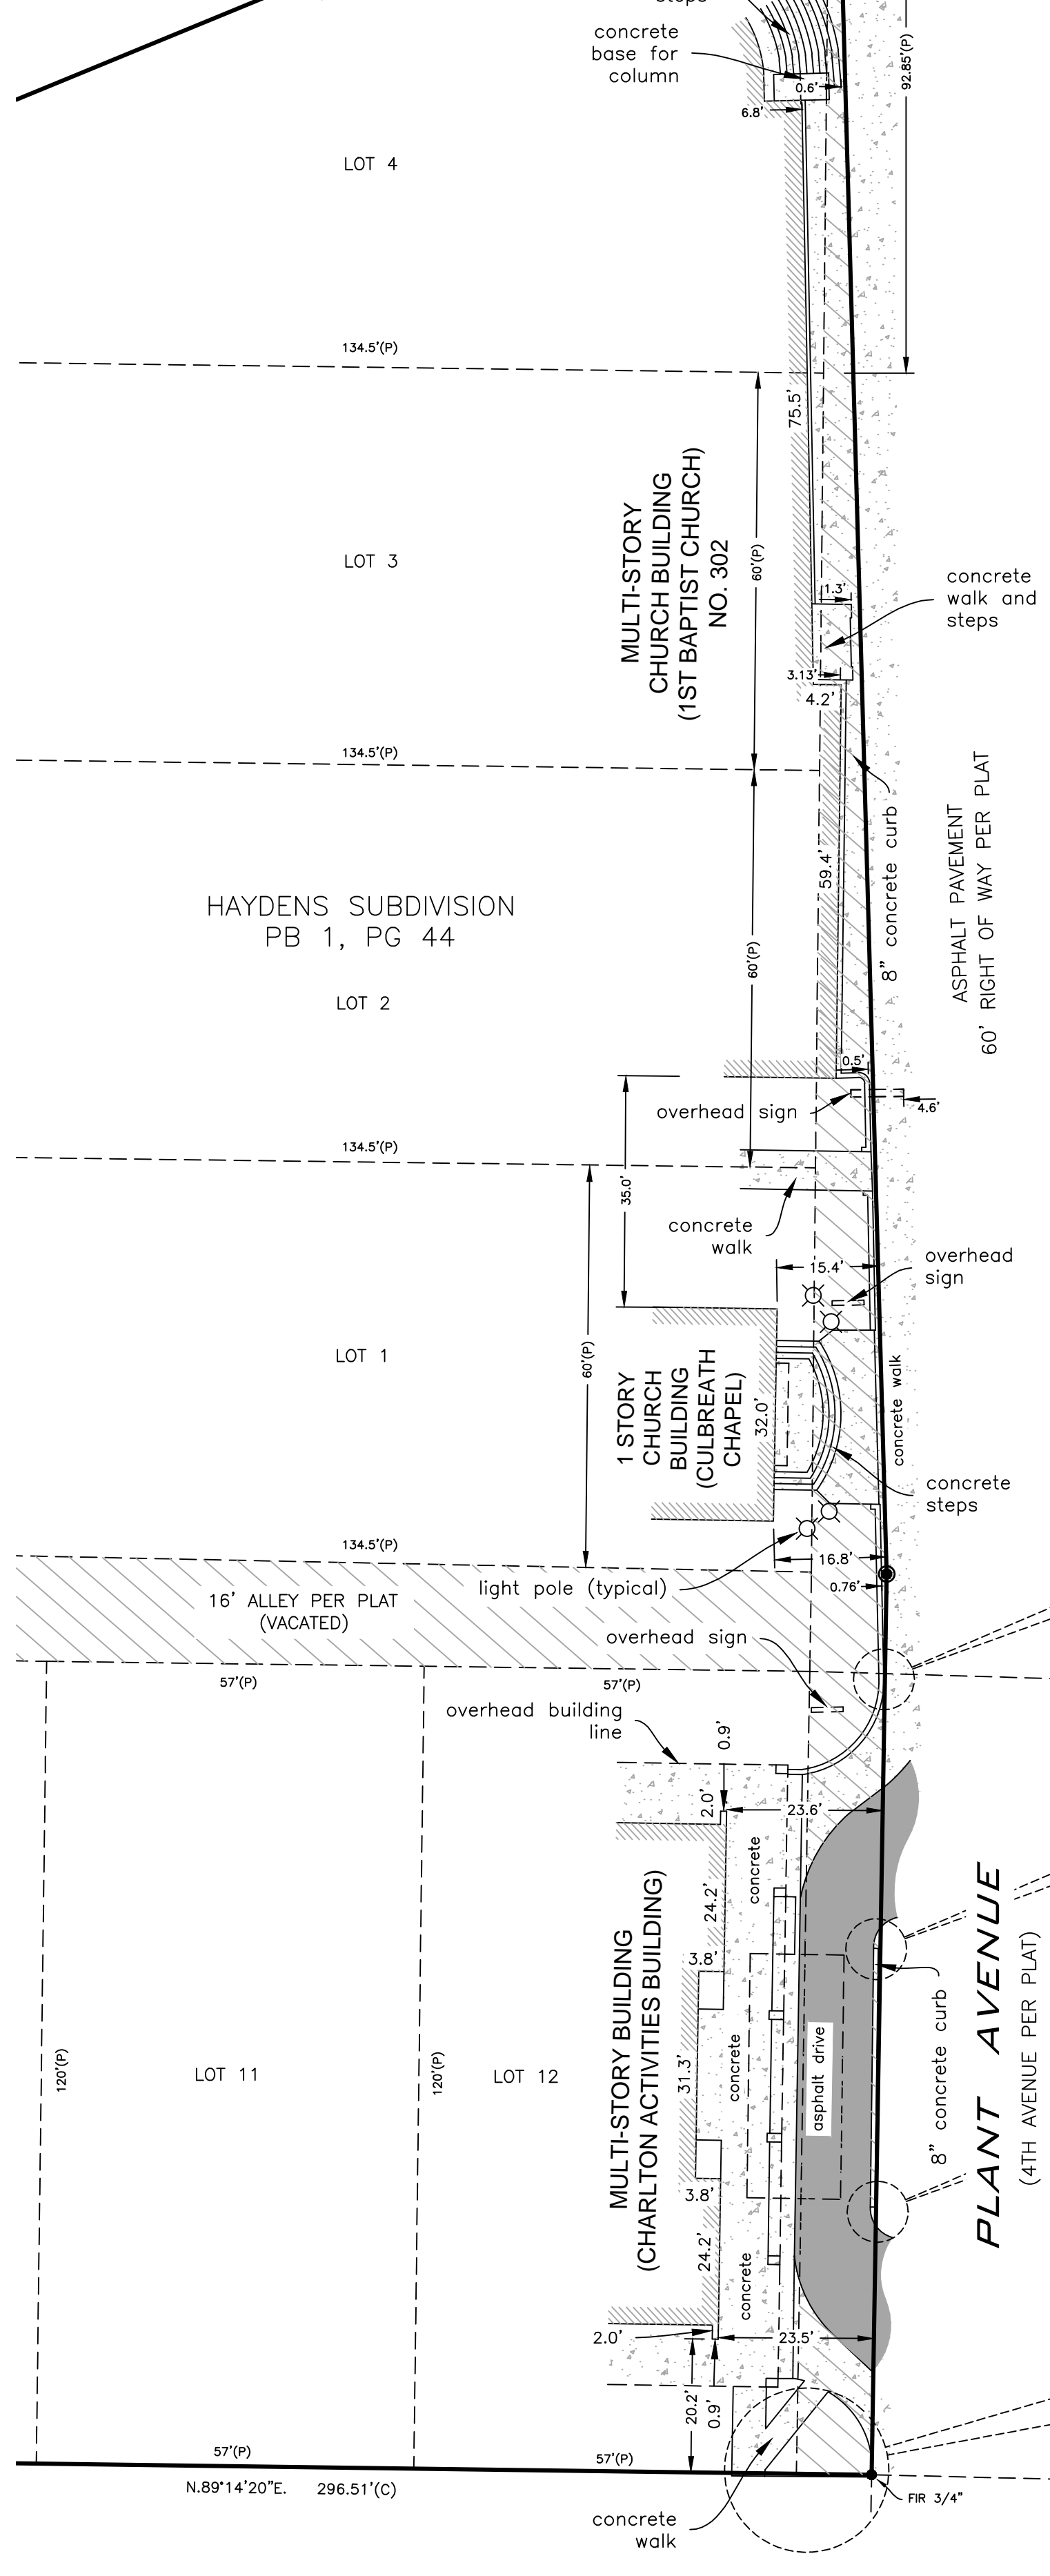 steps
concrete
base for
column
0.6'
92.85'(P)
6.8'
LOT 4
134.5'(P)
75.5'
MULTI-STORY
CHURCH BUILDING
(1ST BAPTIST CHURCH)
NO. 302
60'(P)
LOT 3
concrete
walk and
steps
1.3'
3.13'
4.2'
134.5'(P)
8" concrete curb
ASPHALT PAVEMENT
60' RIGHT OF WAY PER PLAT
59.4'
HAYDENS SUBDIVISION
PB 1, PG 44
60'(P)
LOT 2
0.5'
overhead sign
4.6'
134.5'(P)
35.0'
concrete
walk
overhead
sign
15.4'
LOT 1
60'(P)
1 STORY
CHURCH
BUILDING
(CULBREATH
CHAPEL)
32.0'
concrete walk
concrete
steps
134.5'(P)
16.8'
0.76'
light pole (typical)
16' ALLEY PER PLAT
(VACATED)
overhead sign
57'(P)
57'(P)
overhead building
line
0.9'
2.0'
23.6'
concrete
24.2'
3.8'
MULTI-STORY BUILDING
(CHARLTON ACTIVITIES BUILDING)
31.3'
concrete
asphalt drive
8" concrete curb
PLANT AVENUE
(4TH AVENUE PER PLAT)
120'(P)
LOT 11
120'(P)
LOT 12
3.8'
24.2'
concrete
2.0'
23.5'
20.2'
0.9'
57'(P)
57'(P)
N.89°14'20"E. 296.51'(C)
FIR 3/4"
concrete
walk